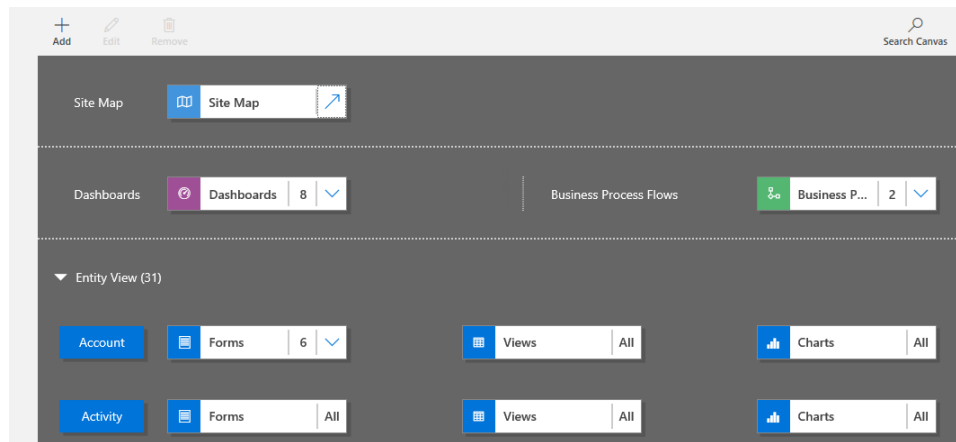 Add Edit Remove Search Canvas
Site Map Site Map
Dashboards Dashboards 8 Business Process Flows Business P... 2
Entity View (31)
Account Forms 6 Views All Charts All
Activity Forms All Views All Charts All